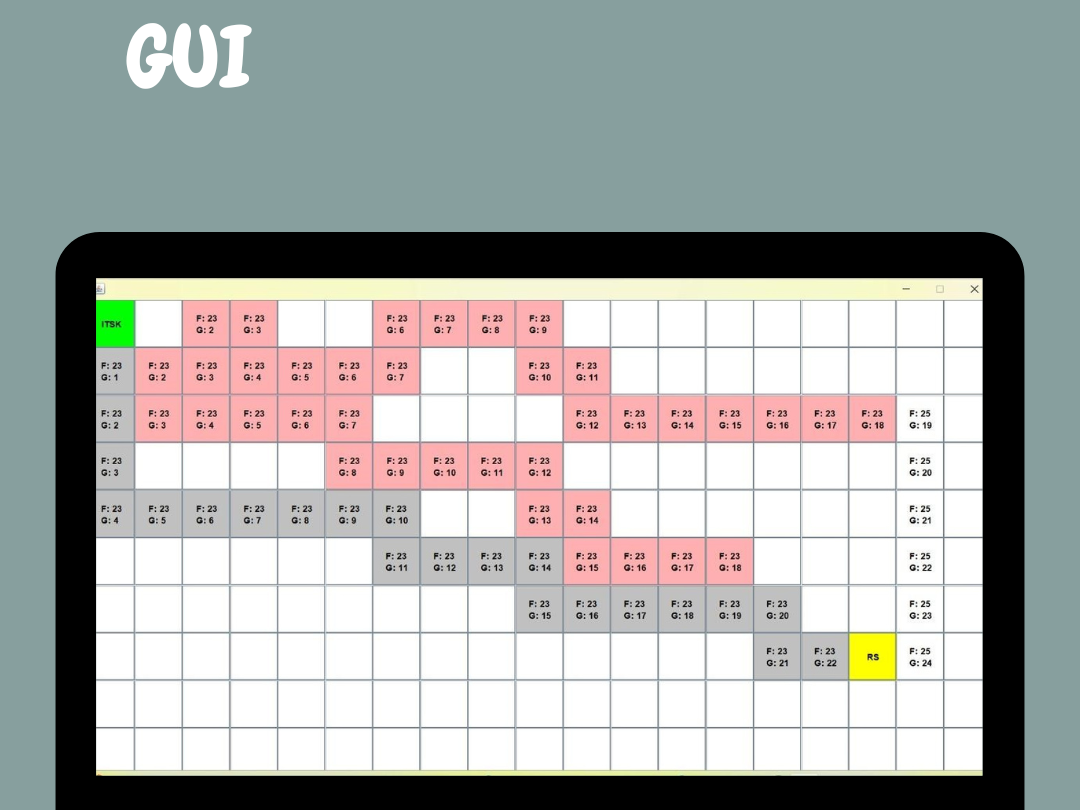 GUI
ITSK
F: 23 F: 23 F: 23 F: 23 F: 23 F: 23
G: 2 G: 3 G: 6 G: 7 G: 8 G: 9
F: 23 F: 23 F: 23 F: 23 F: 23 F: 23 F: 23 F: 23 F: 23
G: 1 G: 2 G: 3 G: 4 G: 5 G: 6 G: 7 G: 10 G: 11
F: 23 F: 23 F: 23 F: 23 F: 23 F: 23 F: 23 F: 23 F: 23 F: 23 F: 23 F: 23 F: 23 F: 25
G: 2 G: 3 G: 4 G: 5 G: 6 G: 7 G: 12 G: 13 G: 14 G: 15 G: 16 G: 17 G: 18 G: 19
F: 23 F: 23 F: 23 F: 23 F: 23 F: 23 F: 25
G: 3 G: 8 G: 9 G: 10 G: 11 G: 12 G: 20
F: 23 F: 23 F: 23 F: 23 F: 23 F: 23 F: 23 F: 23 F: 23 F: 25
G: 4 G: 5 G: 6 G: 7 G: 8 G: 9 G: 10 G: 13 G: 14 G: 21
F: 23 F: 23 F: 23 F: 23 F: 23 F: 23 F: 23 F: 23 F: 25
G: 11 G: 12 G: 13 G: 14 G: 15 G: 16 G: 17 G: 18 G: 22
F: 23 F: 23 F: 23 F: 23 F: 23 F: 23 F: 25
G: 15 G: 16 G: 17 G: 18 G: 19 G: 20 G: 23
F: 23 F: 23 RS F: 25
G: 21 G: 22 G: 24